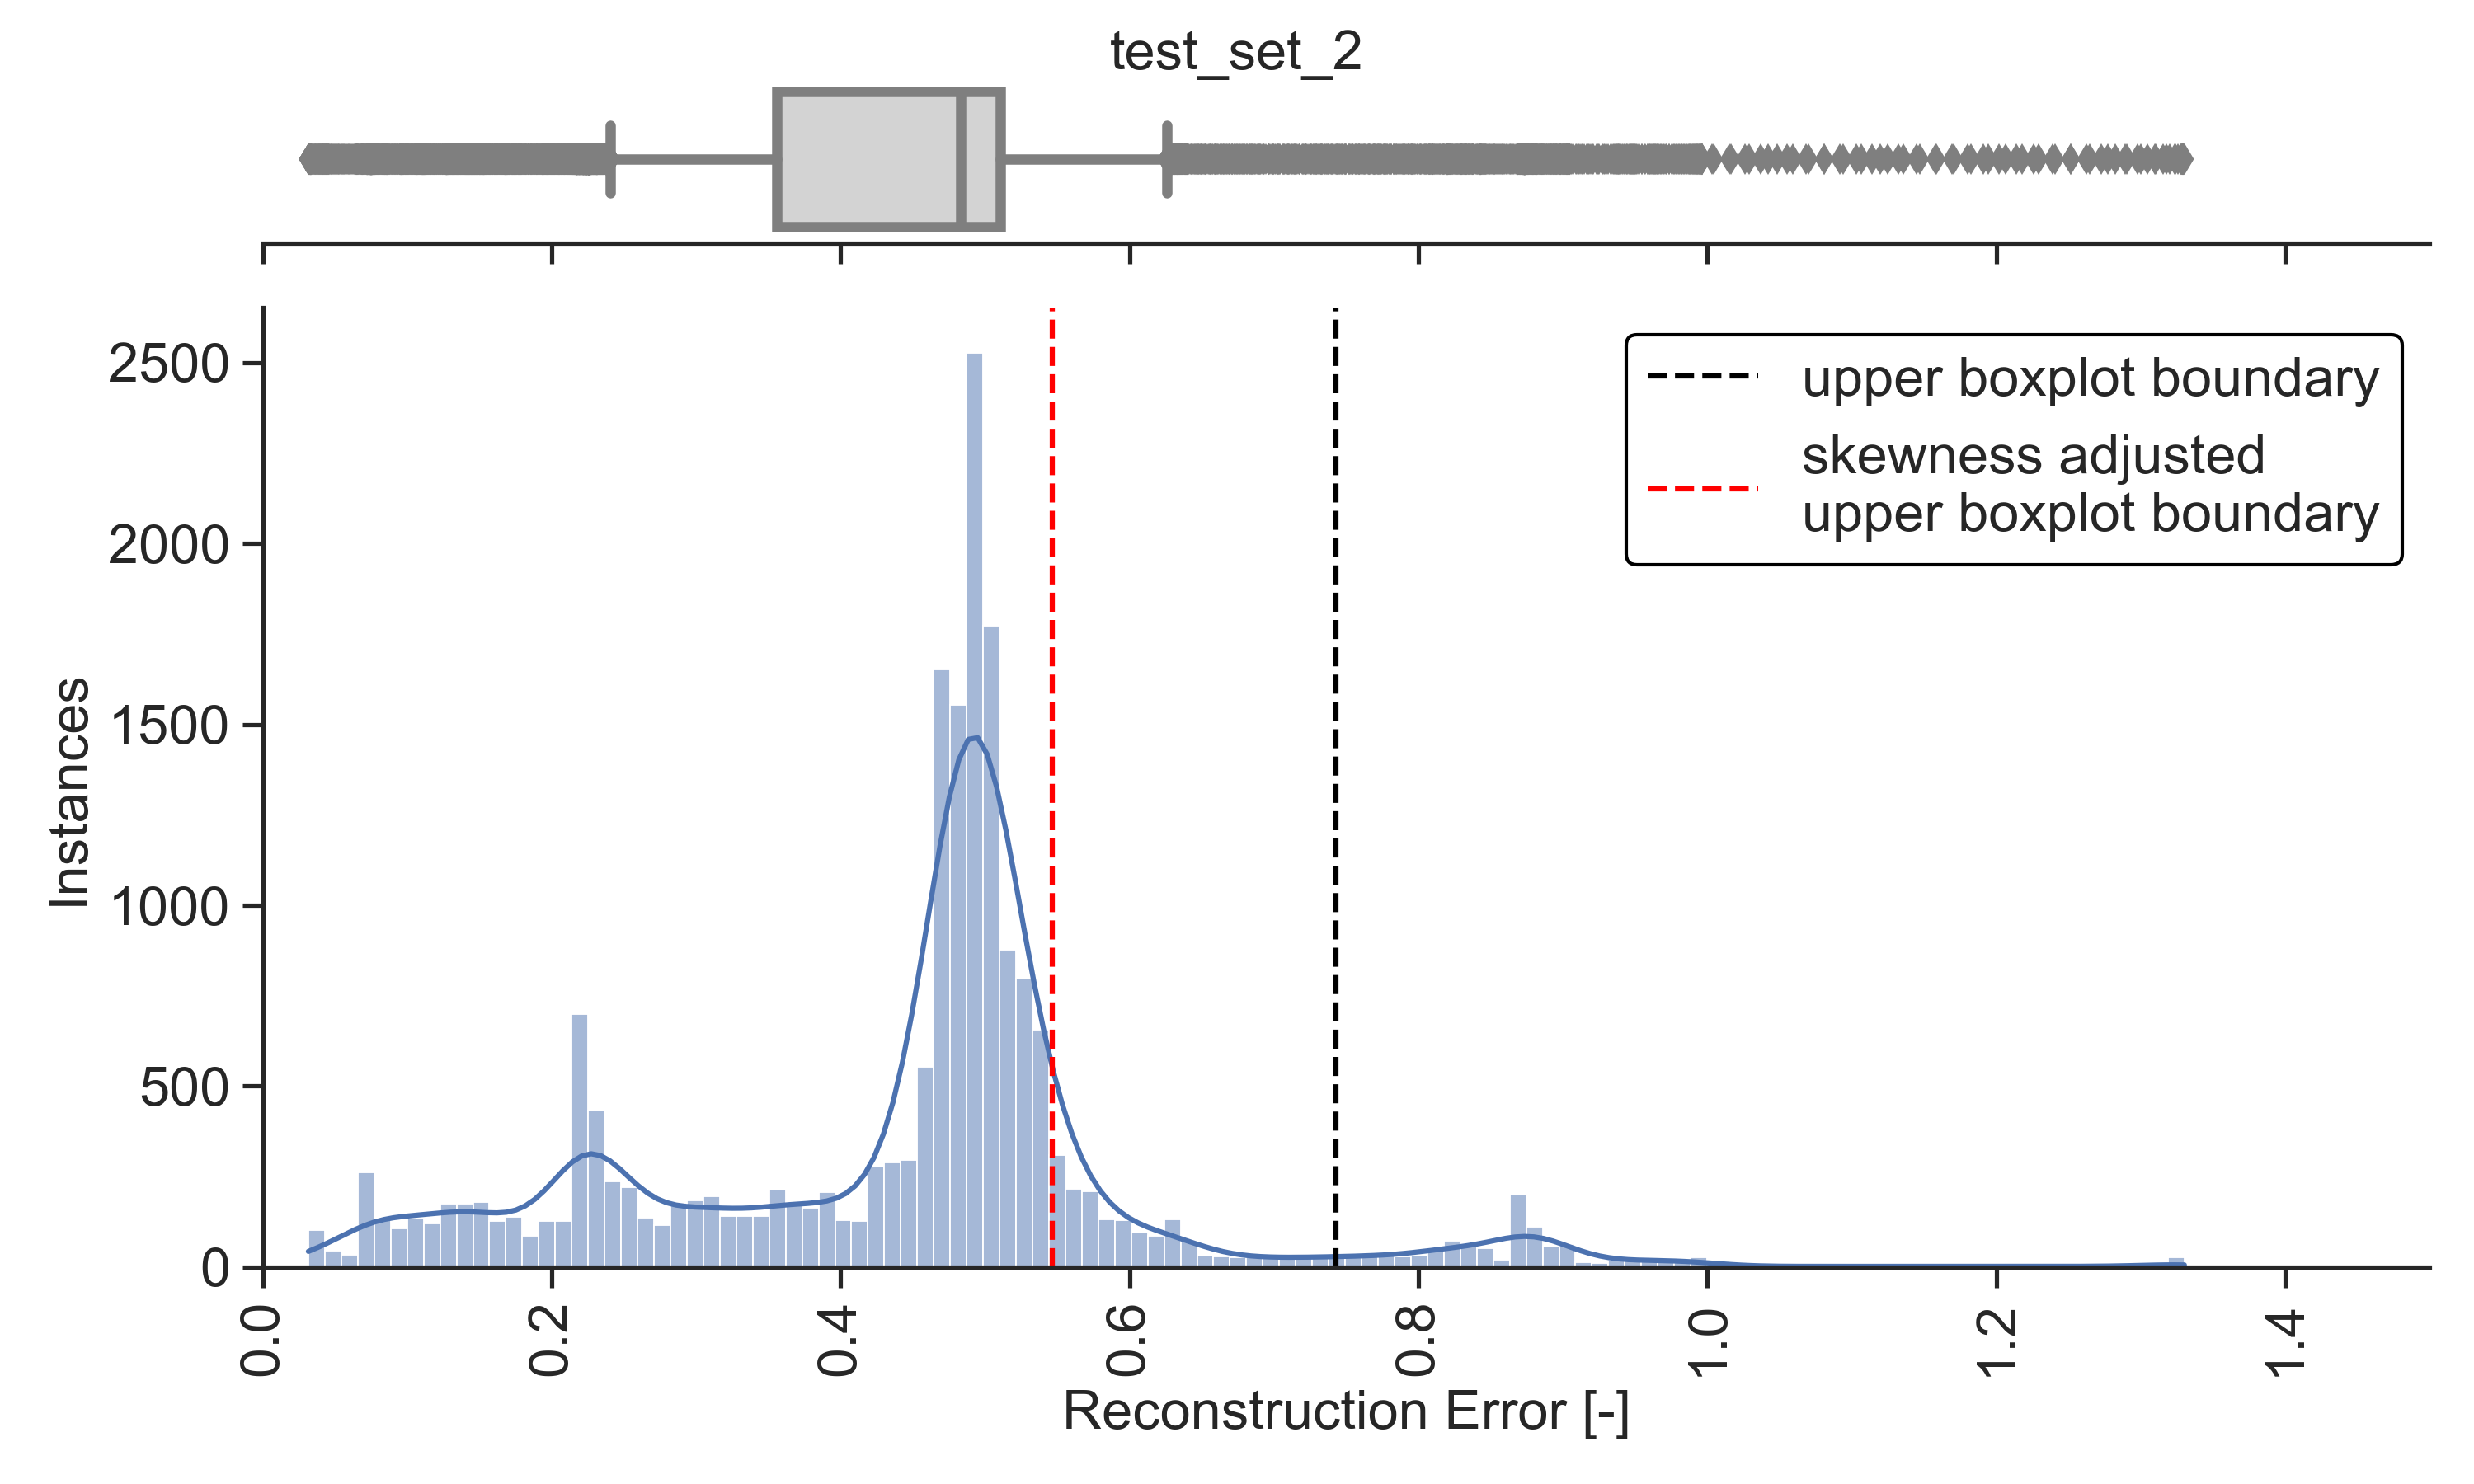 test_set_2
2500
2000
1500
1000
500
0
Instances
upper boxplot boundary
skewness adjusted
upper boxplot boundary
0.0
0.2
0.4
0.6
0.8
1.0
1.2
1.4
Reconstruction Error [-]